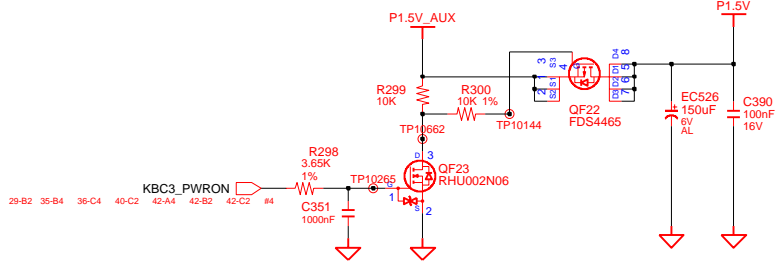 P1.5V_AUX
P1.5V
R299
10K
R300
10K 1%
TP10144
TP10662
3
S3
4
G
1
S1
2
S2
D4
8
D1
5
D2
7
D3
6
QF22
FDS4465
EC526
150uF
6V
AL
C390
100nF
16V
D
3
QF23
RHU002N06
G
1
S
2
R298
3.65K
1%
TP10265
KBC3_PWRON
C351
1000nF
29-B2 35-B4 36-C4 40-C2 42-A4 42-B2 42-C2 #4